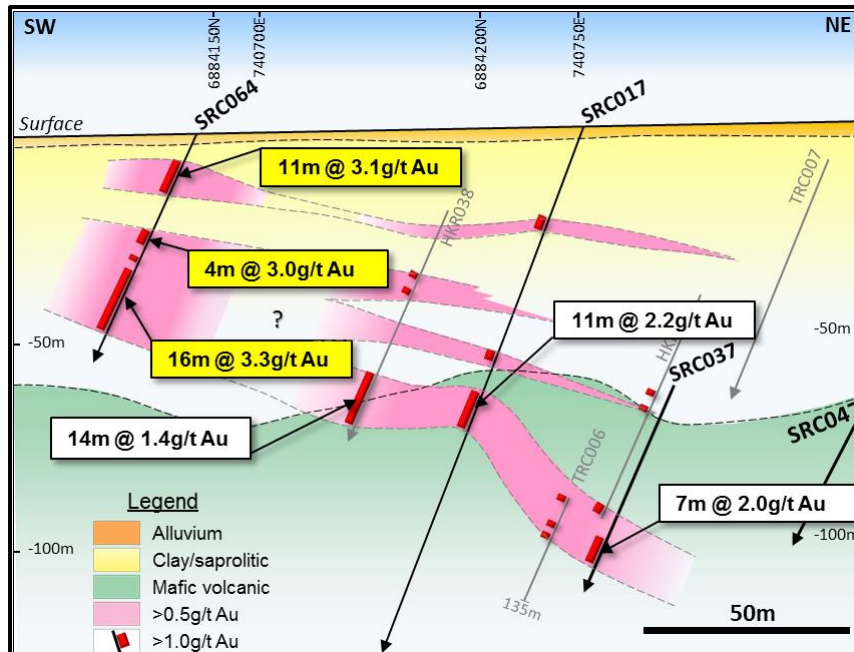 SW
NE
6884150N
740700E
6884200N
740750E
Surface
SRC064
SRC017
TRC007
HKR038
11m @ 3.1g/t Au
4m @ 3.0g/t Au
16m @ 3.3g/t Au
?
11m @ 2.2g/t Au
-50m
-50m
SRC037
14m @ 1.4g/t Au
SRC047
TRC006
7m @ 2.0g/t Au
-100m
-100m
135m
Legend
Alluvium
Clay/saprolitic
Mafic volcanic
>0.5g/t Au
>1.0g/t Au
50m